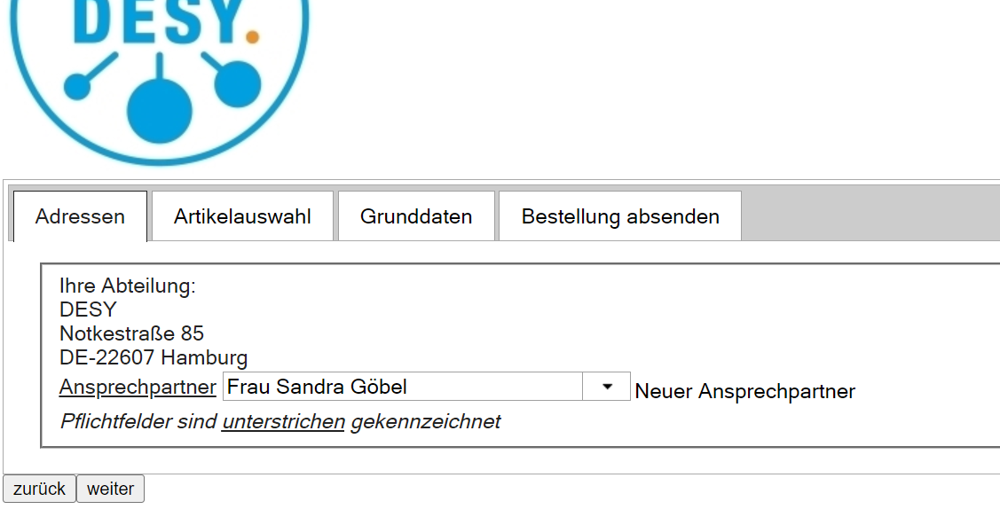 DESY.
Adressen Artikelauswahl Grunddaten Bestellung absenden
Ihre Abteilung:
DESY
Notkestraße 85
DE-22607 Hamburg
Ansprechpartner Frau Sandra Göbel Neuer Ansprechpartner
Pflichtfelder sind unterstrichen gekennzeichnet
zurück weiter